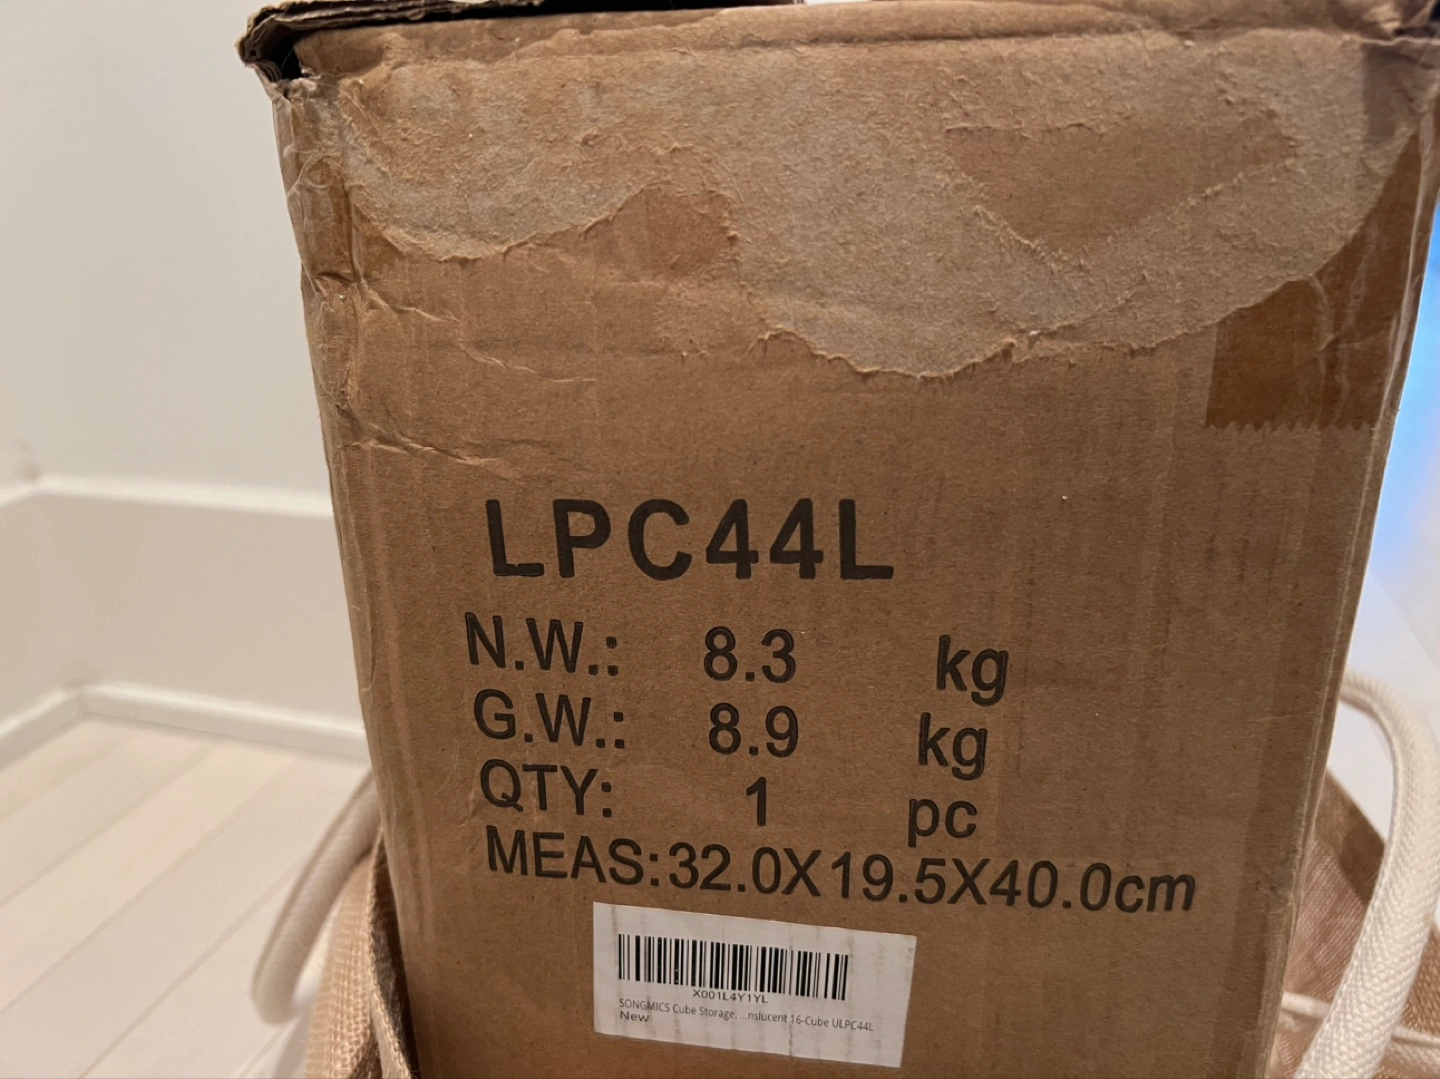 LPC44L
N.W.: 8.3 kg
G.W.: 8.9 kg
QTY: 1 pc
MEAS:32.0X19.5X40.0cm
X001L4Y1YL
SONGMICS Cube Storage, ...nslucent 16-Cube ULPC44L
New